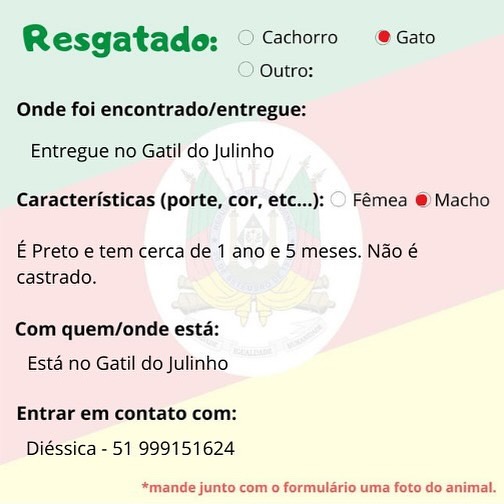 Resgatado: Cachorro Gato
Outro:
Onde foi encontrado/entregue:
Entregue no Gatil do Julinho
Características (porte, cor, etc...): Fêmea Macho
É Preto e tem cerca de 1 ano e 5 meses. Não é
castrado.
Com quem/onde está:
Está no Gatil do Julinho
Entrar em contato com:
Diéssica - 51 999151624
*mande junto com o formulário uma foto do animal.